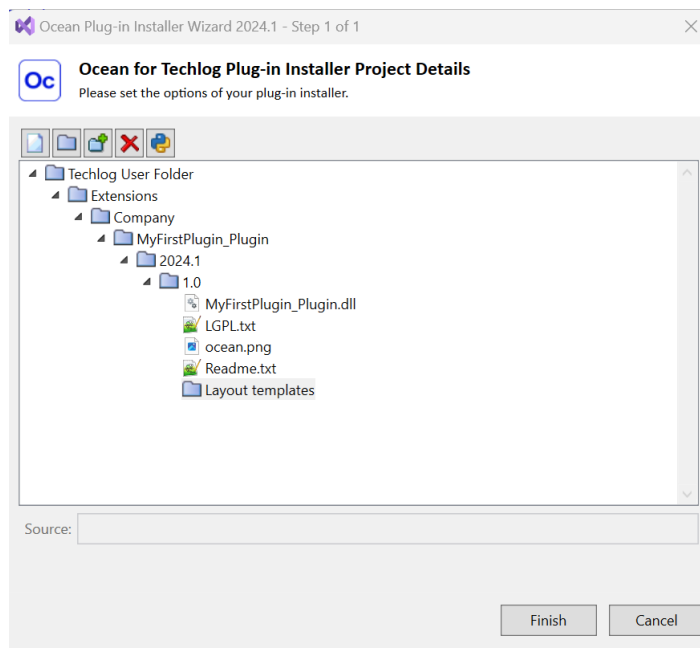 Ocean Plug-in Installer Wizard 2024.1 - Step 1 of 1
Oc
Ocean for Techlog Plug-in Installer Project Details
Please set the options of your plug-in installer.
Techlog User Folder
Extensions
Company
MyFirstPlugin_Plugin
2024.1
1.0
MyFirstPlugin_Plugin.dll
LGPL.txt
ocean.png
Readme.txt
Layout templates
Source:
Finish Cancel